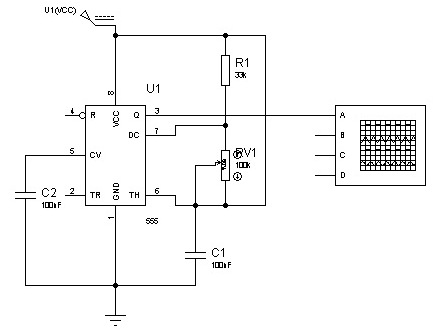 U1(VCC)
R1
33k
U1
8
VCC
4
R
Q
3
A
DC
7
B
RV1
100k
5
CV
C
2
TR
GND
TH
6
D
C2
100nF
1
555
C1
100nF